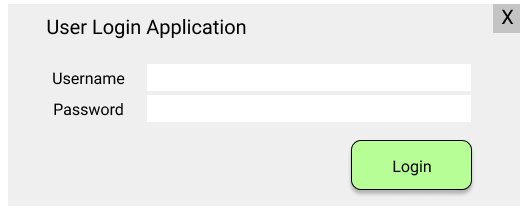 User Login Application
X
Username
Password
Login